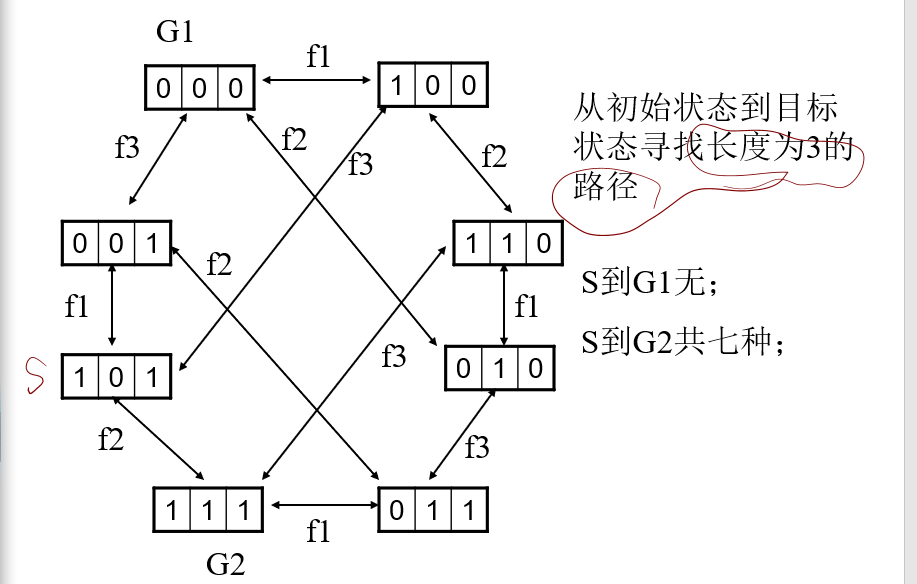 G1
f1
0 0 0
1 0 0
f3
f2
f3
f2
从初始状态到目标
状态寻找长度为3的
路径
0 0 1
1 1 0
f2
f1
f1
S到G1无；
S到G2共七种；
f3
0 1 0
S
1 0 1
f2
f3
1 1 1
0 1 1
f1
G2